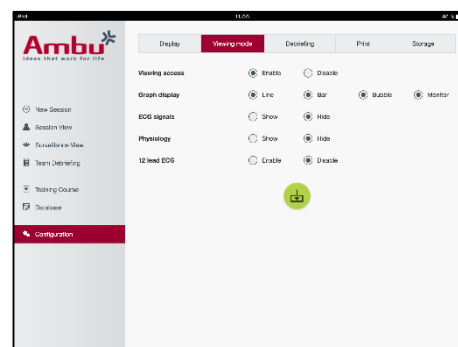 iPad 11.55
Ambu
Ideas that work for life
Display Viewing mode Debriefing Print Storage
Viewing access Enable Disable
Graph display Line Bar Bubble Monitor
ECG signals Show Hide
Physiology Show Hide
12 lead ECG Enable Disable
New Session
Session View
Surveillance View
Team Debriefing
Training Course
Database
Configuration